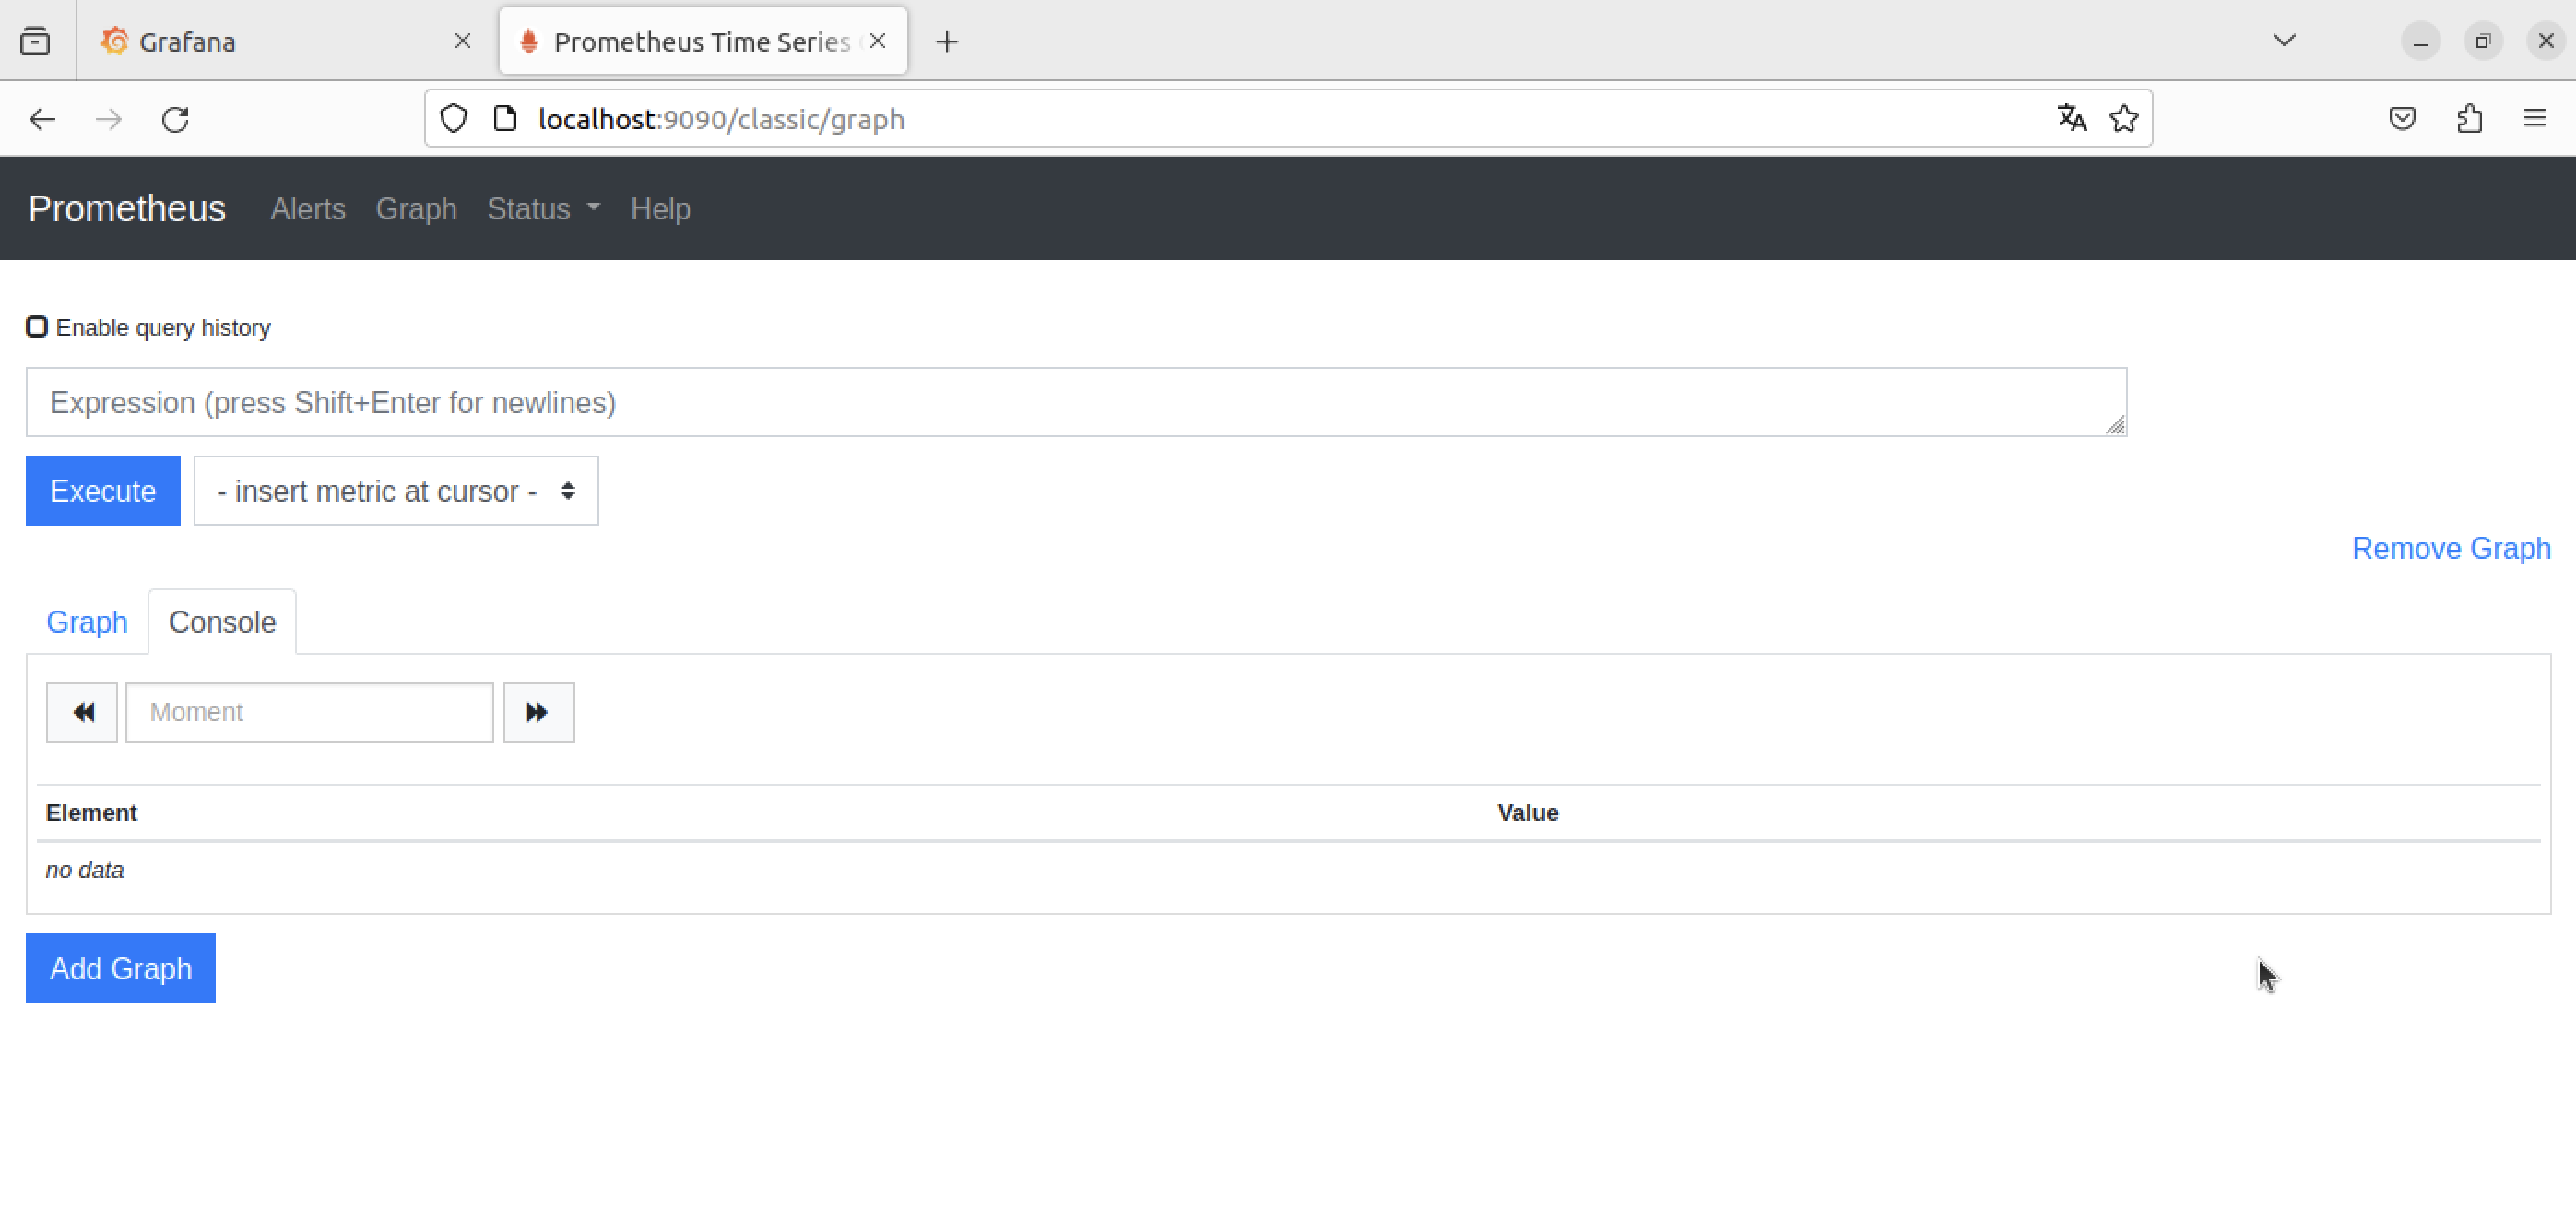 Grafana
Prometheus Time Series
localhost:9090/classic/graph
Prometheus Alerts Graph Status Help
Enable query history
Expression (press Shift+Enter for newlines)
Execute - insert metric at cursor -
Remove Graph
Graph Console
Moment
Element Value
no data
Add Graph